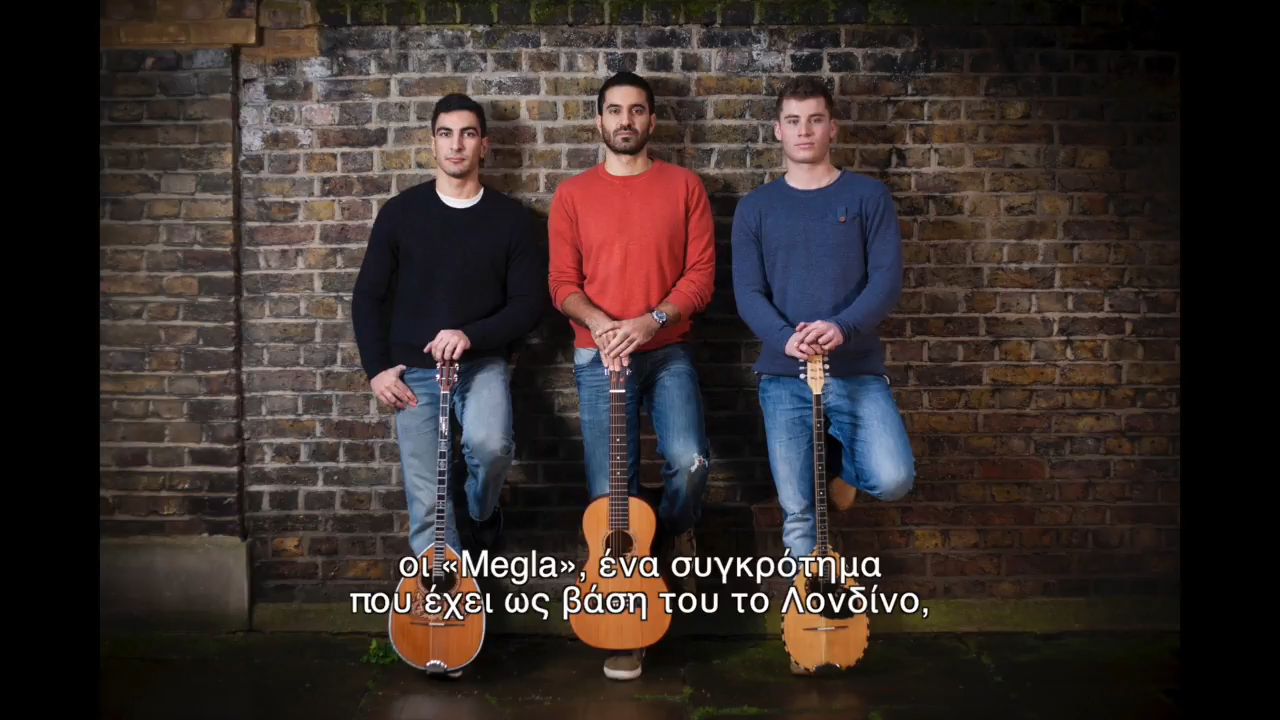 οι «Megla», ένα συγκρότημα
που έχει ως βάση του το Λονδίνο,